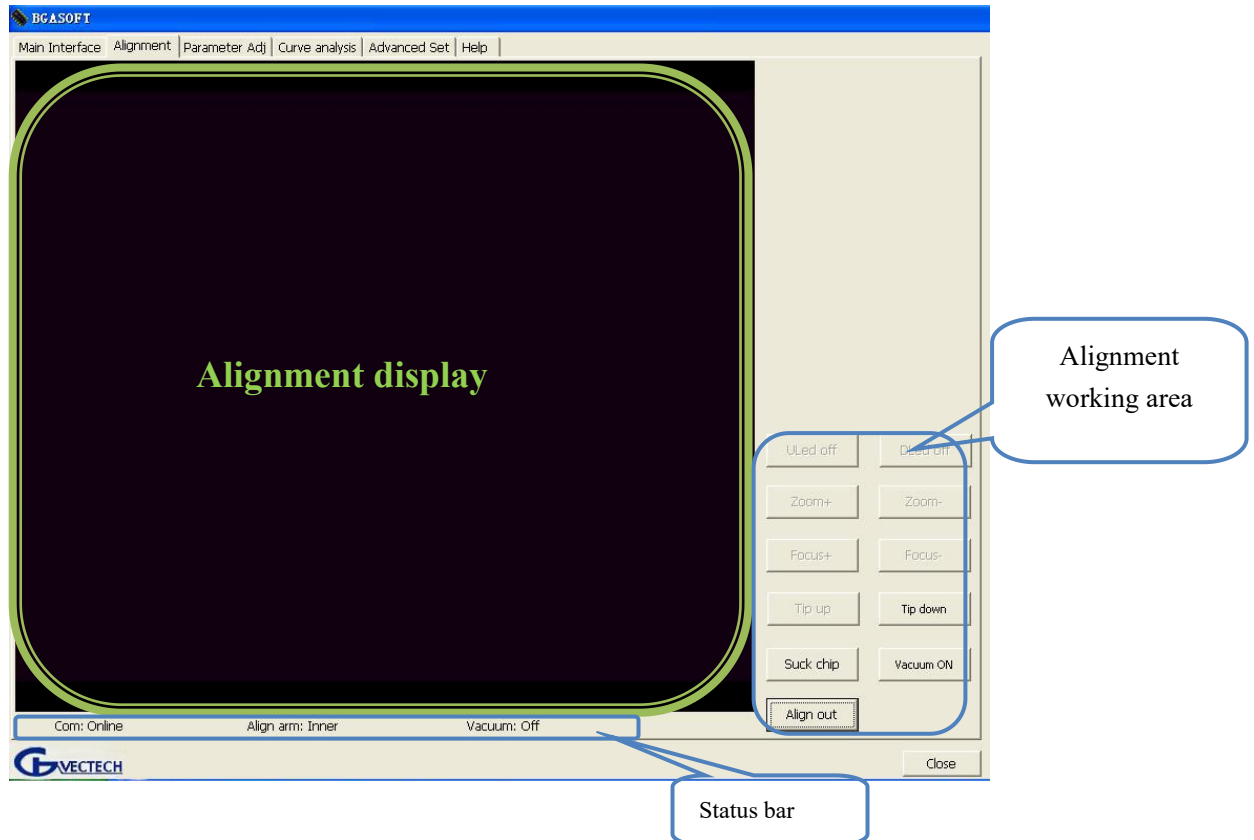 BGASOFT
Main Interface Alignment Parameter Adj Curve analysis Advanced Set Help
Alignment display
Alignment
working area
ULed off DLed off
Zoom+ Zoom-
Focus+ Focus-
Tip up Tip down
Suck chip Vacuum ON
Align out
Com: Online Align arm: Inner Vacuum: Off
VECTECH
Close
Status bar